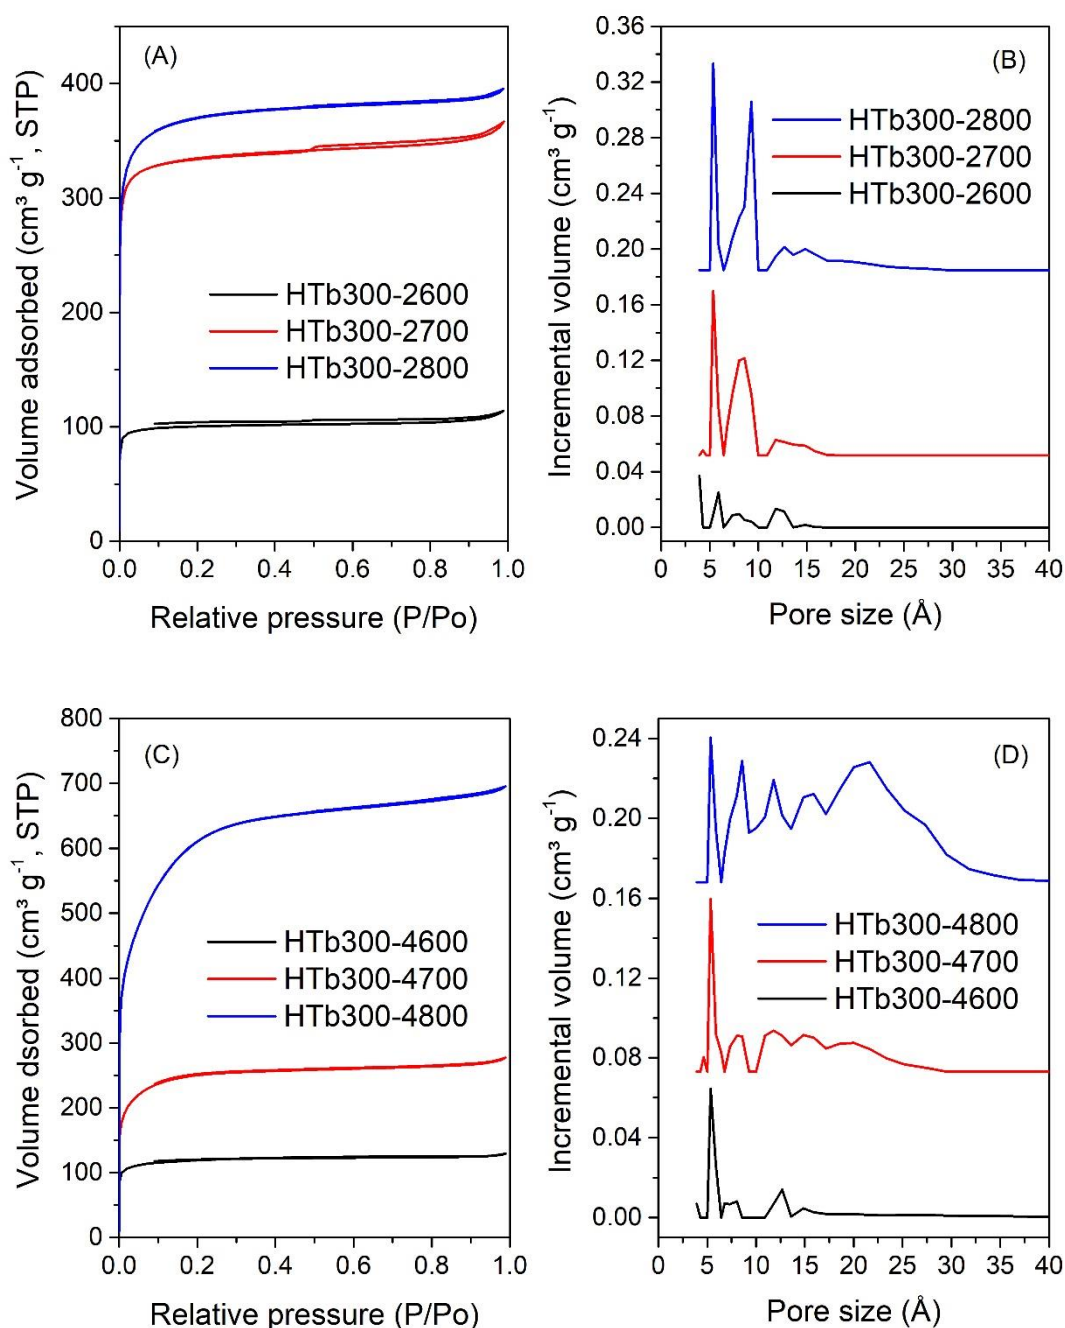 (A)
Volume adsorbed (cm³ g⁻¹, STP)
400
300
200
100
0
HTb300-2600
HTb300-2700
HTb300-2800
0.0 0.2 0.4 0.6 0.8 1.0
Relative pressure (P/Po)
(B)
Incremental volume (cm³ g⁻¹)
0.36
0.32
0.28
0.24
0.20
0.16
0.12
0.08
0.04
0.00
HTb300-2800
HTb300-2700
HTb300-2600
0 5 10 15 20 25 30 35 40
Pore size (Å)
(C)
Volume dsorbed (cm³ g⁻¹, STP)
800
700
600
500
400
300
200
100
0
HTb300-4600
HTb300-4700
HTb300-4800
0.0 0.2 0.4 0.6 0.8 1.0
Relative pressure (P/Po)
(D)
Incremental volume (cm³ g⁻¹)
0.24
0.20
0.16
0.12
0.08
0.04
0.00
HTb300-4800
HTb300-4700
HTb300-4600
0 5 10 15 20 25 30 35 40
Pore size (Å)